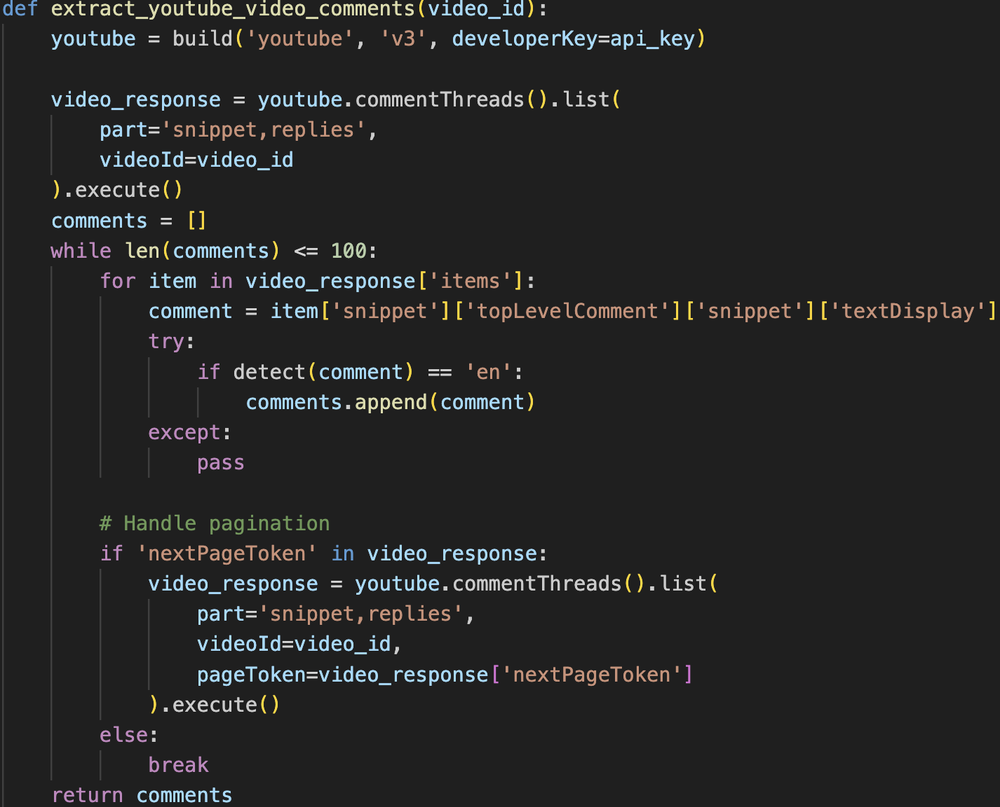 def extract_youtube_video_comments(video_id):
    youtube = build('youtube', 'v3', developerKey=api_key)

    video_response = youtube.commentThreads().list(
        part='snippet,replies',
        videoId=video_id
    ).execute()
    comments = []
    while len(comments) <= 100:
        for item in video_response['items']:
            comment = item['snippet']['topLevelComment']['snippet']['textDisplay']
            try:
                if detect(comment) == 'en':
                    comments.append(comment)
            except:
                pass

        # Handle pagination
        if 'nextPageToken' in video_response:
            video_response = youtube.commentThreads().list(
                part='snippet,replies',
                videoId=video_id,
                pageToken=video_response['nextPageToken']
            ).execute()
        else:
            break
    return comments